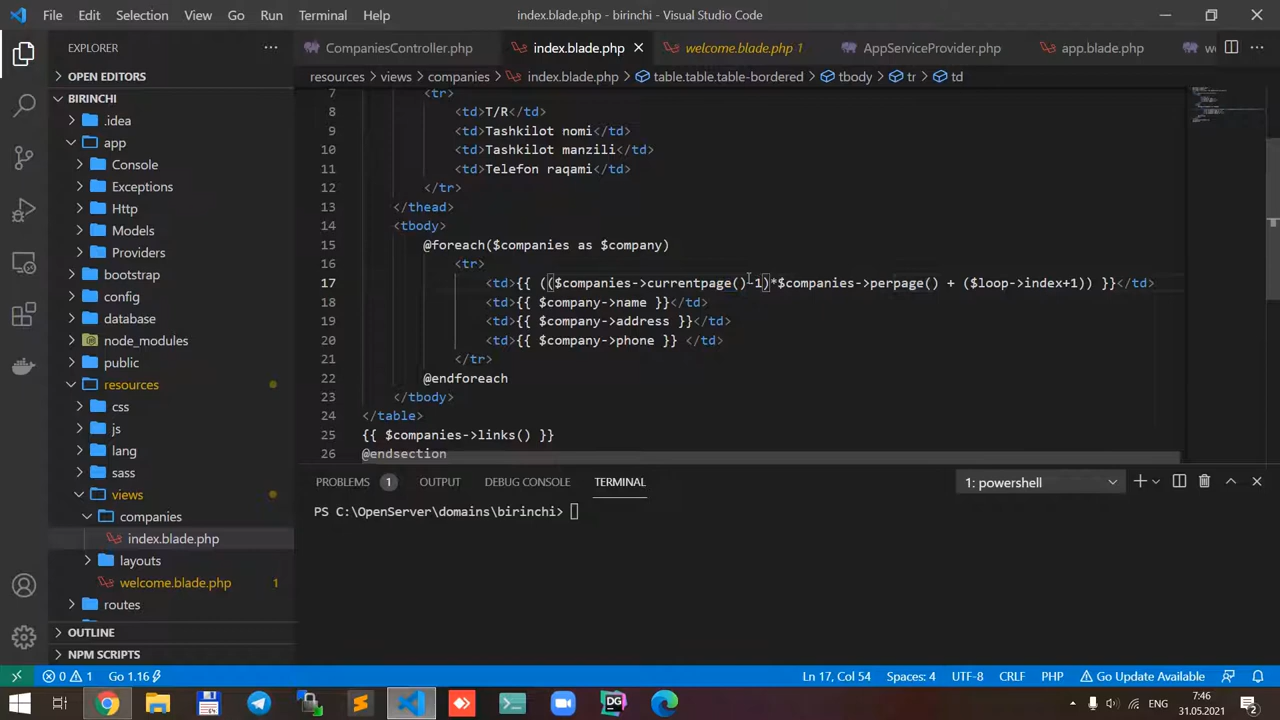 File Edit Selection View Go Run Terminal Help index.blade.php - birinchi - Visual Studio Code
EXPLORER
CompaniesController.php index.blade.php welcome.blade.php 1 AppServiceProvider.php app.blade.php
OPEN EDITORS
resources > views > companies > index.blade.php > table.table.table-bordered > tbody > tr > td
BIRINCHI
.idea
app
Console
Exceptions
Http
Models
Providers
bootstrap
config
database
node_modules
public
resources
css
js
lang
sass
views
companies
index.blade.php
layouts
welcome.blade.php 1
routes
OUTLINE
NPM SCRIPTS
7 <tr>
8 <td>T/R</td>
9 <td>Tashkilot nomi</td>
10 <td>Tashkilot manzili</td>
11 <td>Telefon raqami</td>
12 </tr>
13 </thead>
14 <tbody>
15 @foreach($companies as $company)
16 <tr>
17 <td>{{ (($companies->currentpage()-1)*$companies->perpage() + ($loop->index+1)) }}</td>
18 <td>{{ $company->name }}</td>
19 <td>{{ $company->address }}</td>
20 <td>{{ $company->phone }} </td>
21 </tr>
22 @endforeach
23 </tbody>
24 </table>
25 {{ $companies->links() }}
26 @endsection
PROBLEMS 1 OUTPUT DEBUG CONSOLE TERMINAL 1: powershell
PS C:\OpenServer\domains\birinchi>
0 1 Go 1.16 Ln 17, Col 54 Spaces: 4 UTF-8 CRLF PHP Go Update Available
DG
ENG
7:46
31.05.2021
2